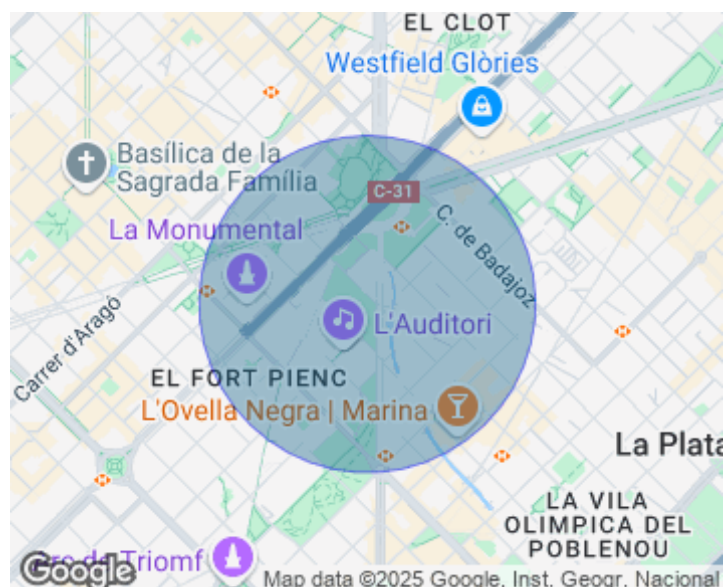 EL CLOT
Westfield Glòries
Basílica de la
Sagrada Família
C-31
La Monumental
C. de Badajoz
L'Auditori
Carrer d'Aragó
EL FORT PIENC
L'Ovella Negra | Marina
La Plata
LA VILA
OLIMPICA DEL
POBLENOU
de Triomf
Google
Map data ©2025 Google, Inst. Geogr. Nacional